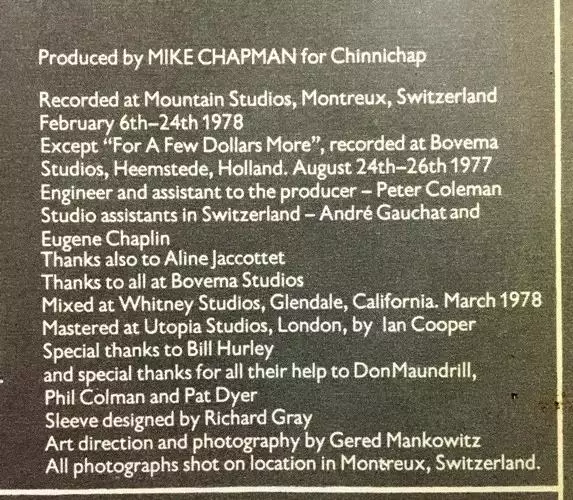 Produced by MIKE CHAPMAN for Chinnichap
Recorded at Mountain Studios, Montreux, Switzerland
February 6th–24th 1978
Except "For A Few Dollars More", recorded at Bovema
Studios, Heemstede, Holland. August 24th–26th 1977
Engineer and assistant to the producer – Peter Coleman
Studio assistants in Switzerland – André Gauchat and
Eugene Chaplin
Thanks also to Aline Jaccottet
Thanks to all at Bovema Studios
Mixed at Whitney Studios, Glendale, California. March 1978
Mastered at Utopia Studios, London, by Ian Cooper
Special thanks to Bill Hurley
and special thanks for all their help to Don Maundrill,
Phil Colman and Pat Dyer
Sleeve designed by Richard Gray
Art direction and photography by Gered Mankowitz
All photographs shot on location in Montreux, Switzerland.